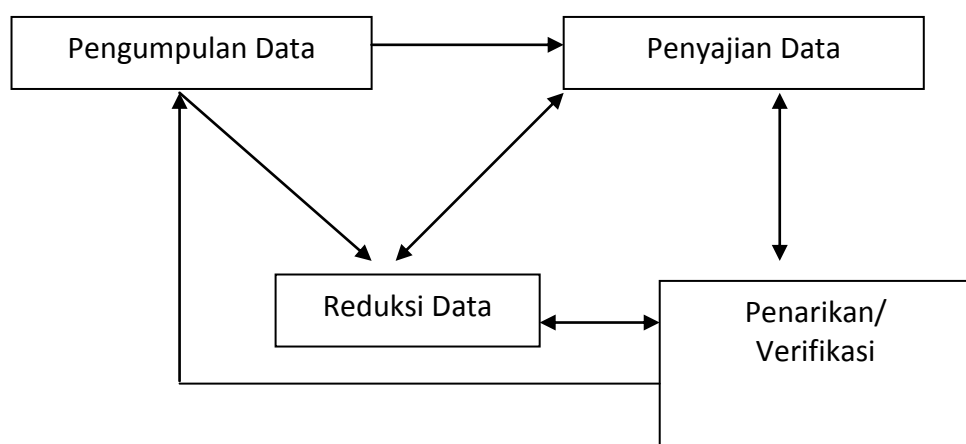 Pengumpulan Data
Penyajian Data
Reduksi Data
Penarikan/
Verifikasi